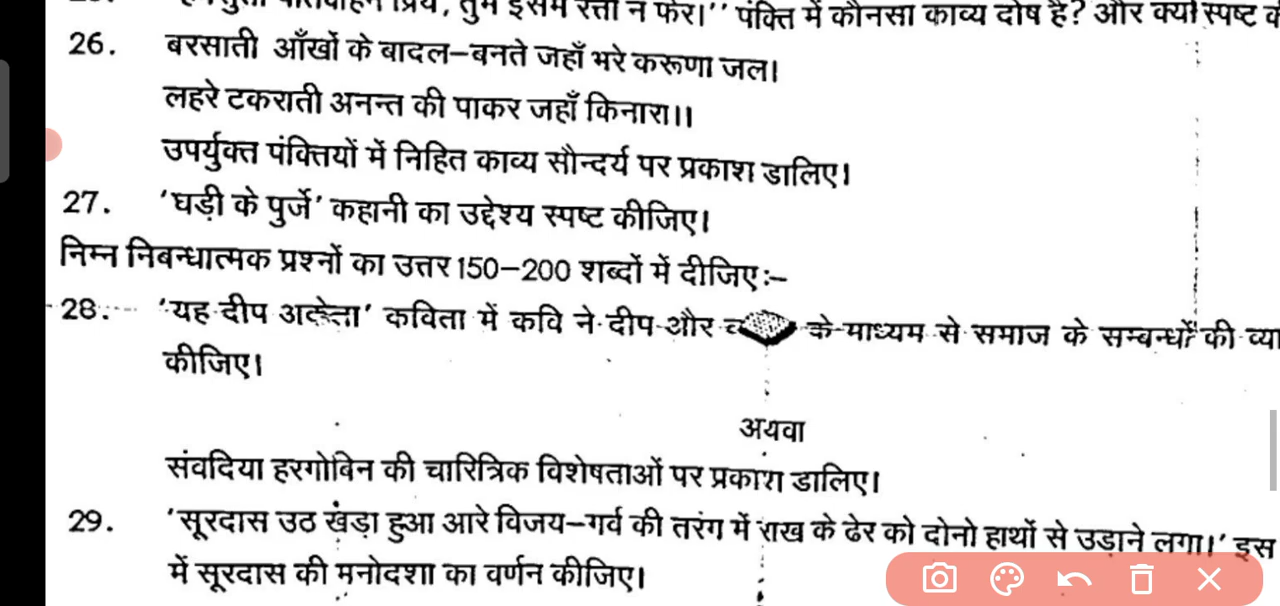 प्रिय, तुम इसमें रत्ती न फेर।'' पंक्ति में कौनसा काव्य दोष है? और क्यों स्पष्ट
26. बरसाती आँखों के बादल–बनते जहाँ भरे करूणा जल।
लहरे टकराती अनन्त की पाकर जहाँ किनारा।।
उपर्युक्त पंक्तियों में निहित काव्य सौन्दर्य पर प्रकाश डालिए।
27. 'घड़ी के पुर्जे' कहानी का उद्देश्य स्पष्ट कीजिए।
निम्न निबन्धात्मक प्रश्नों का उत्तर 150–200 शब्दों में दीजिए:–
28. 'यह दीप अकेला' कविता में कवि ने दीप और के माध्यम से समाज के सम्बन्धों की
कीजिए।
अथवा
संवदिया हरगोबिन की चारित्रिक विशेषताओं पर प्रकाश डालिए।
29. 'सूरदास उठ खड़ा हुआ आरे विजय–गर्व की तरंग में राख के ढेर को दोनो हाथों से उड़ाने लगा।' इस
में सूरदास की मनोदशा का वर्णन कीजिए।